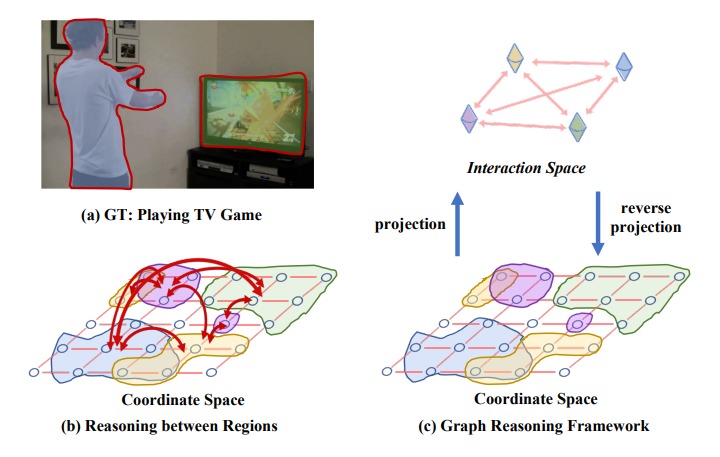 (a) GT: Playing TV Game
Interaction Space
projection
reverse
projection
Coordinate Space
(b) Reasoning between Regions
Coordinate Space
(c) Graph Reasoning Framework